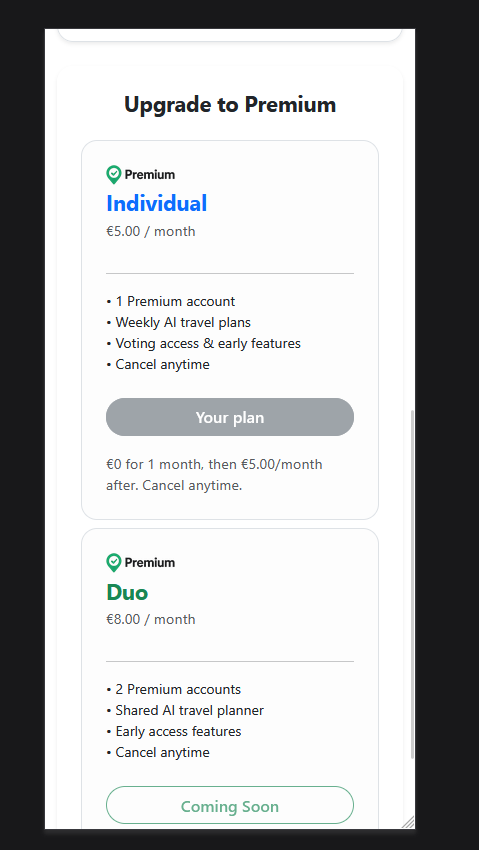 Upgrade to Premium
Premium
Individual
€5.00 / month
• 1 Premium account
• Weekly AI travel plans
• Voting access & early features
• Cancel anytime
Your plan
€0 for 1 month, then €5.00/month
after. Cancel anytime.
Premium
Duo
€8.00 / month
• 2 Premium accounts
• Shared AI travel planner
• Early access features
• Cancel anytime
Coming Soon